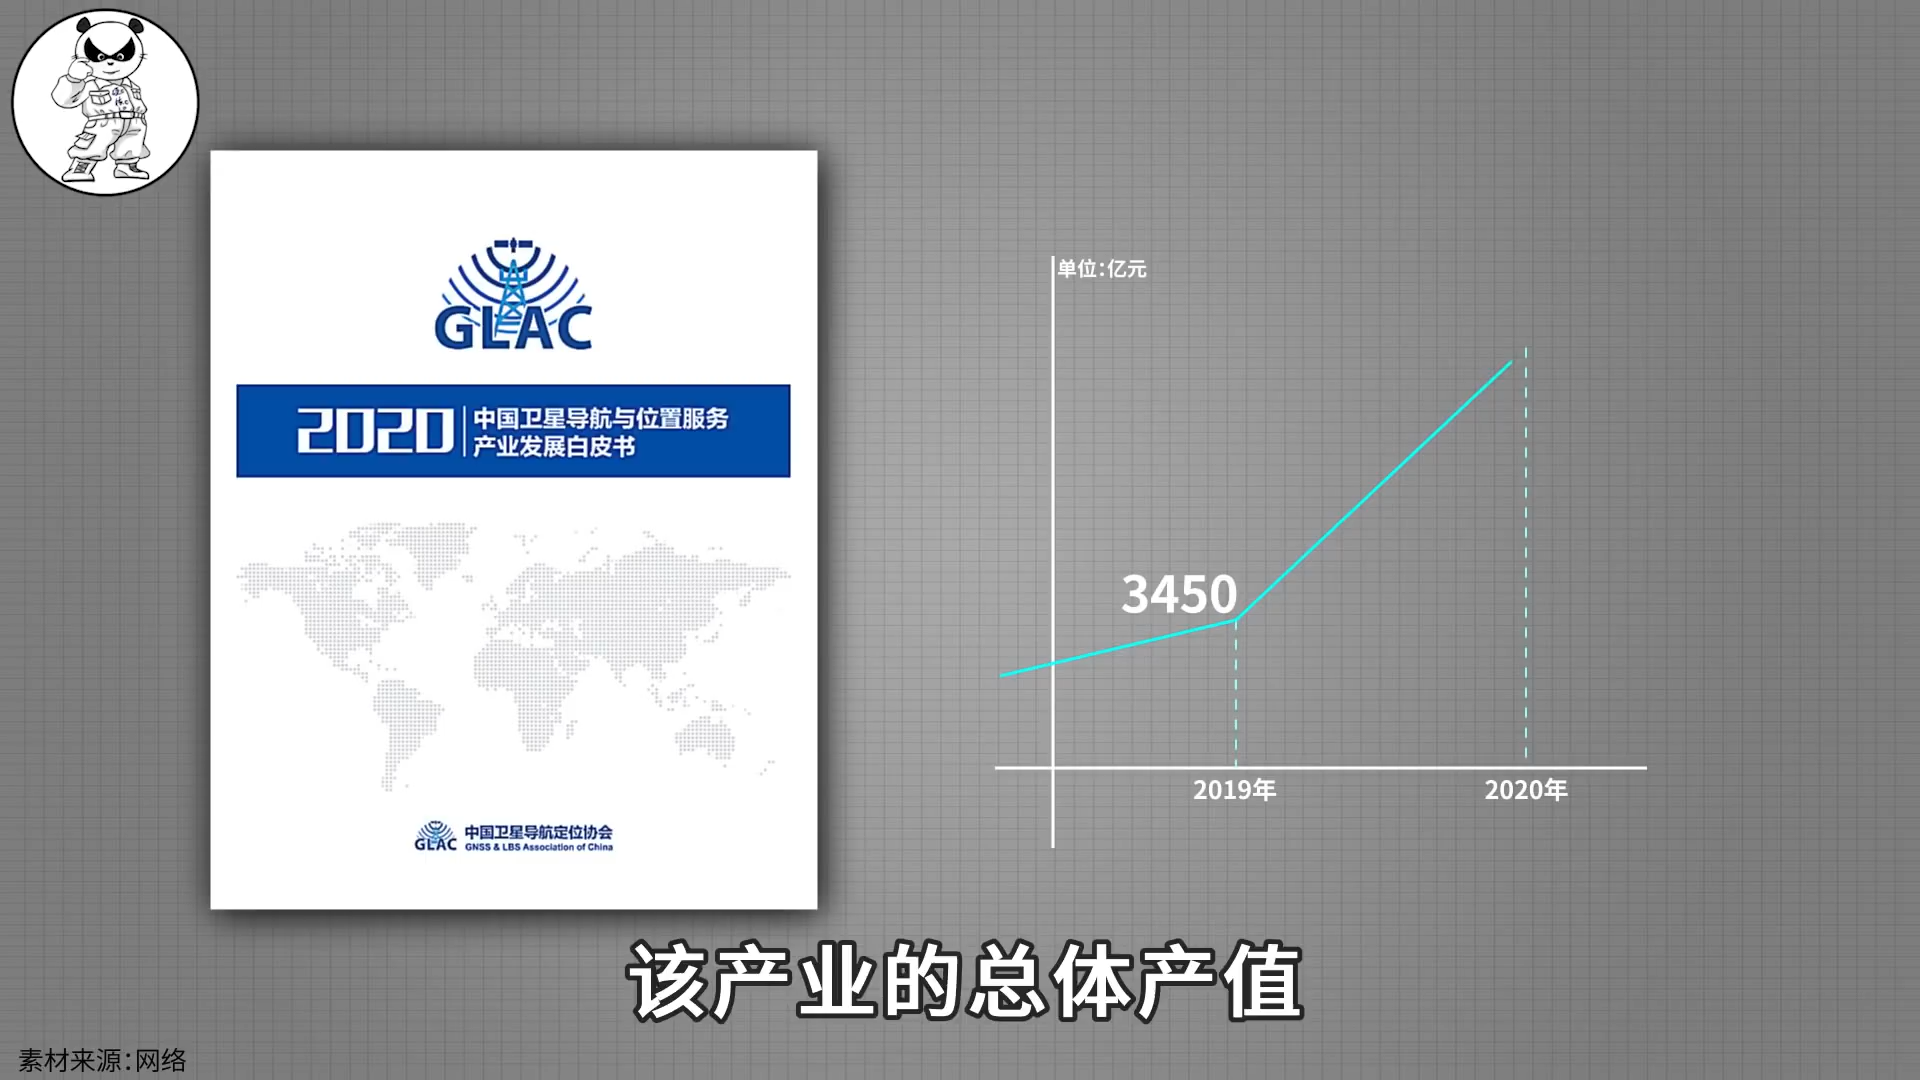 GLAC
2020
中国卫星导航与位置服务
产业发展白皮书
GLAC
中国卫星导航定位协会
GNSS & LBS Association of China
单位:亿元
3450
2019年
2020年
该产业的总体产值
素材来源:网络